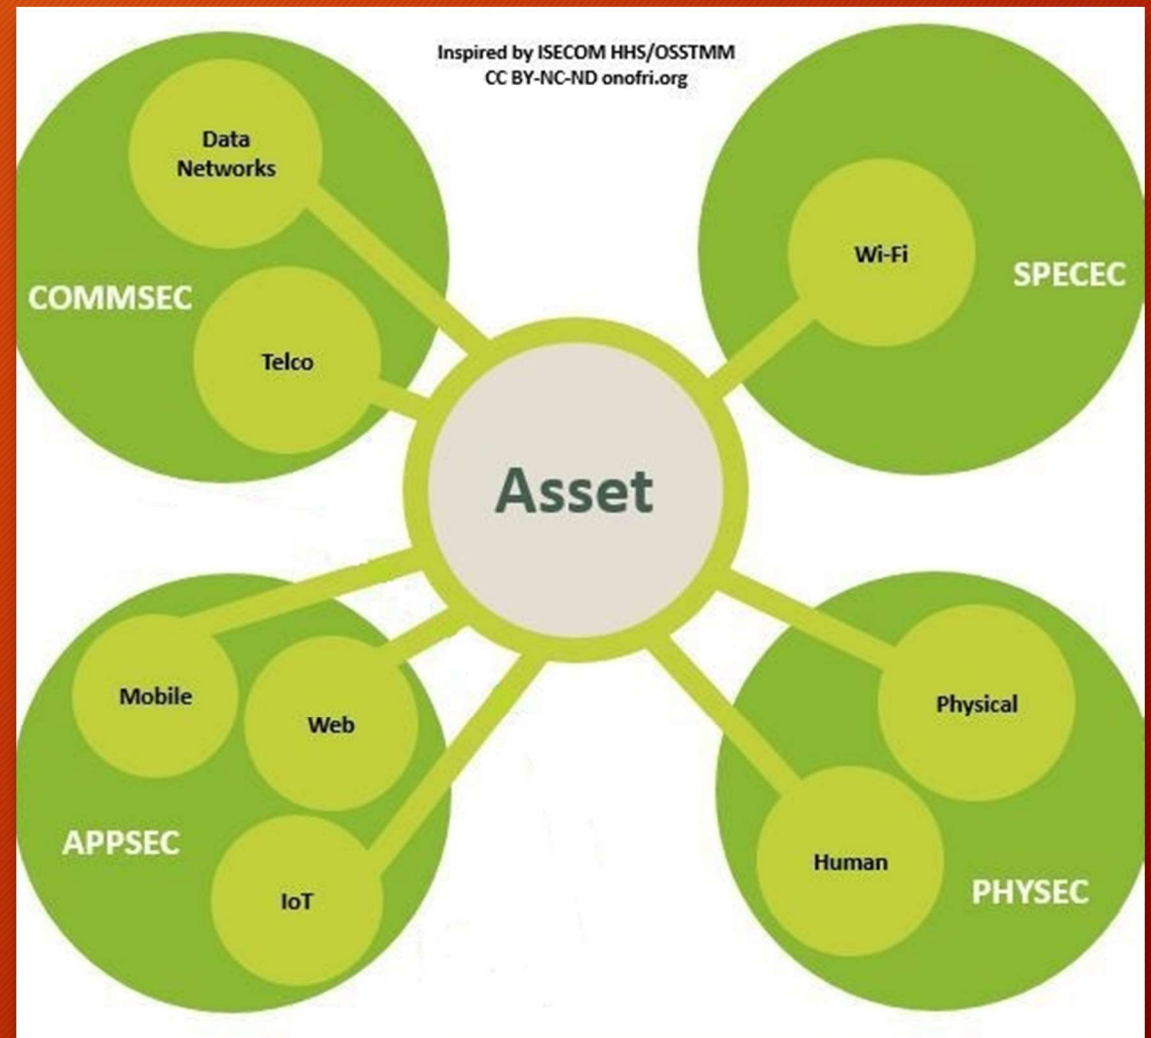 Inspired by ISECOM HHS/OSSTMM
CC BY-NC-ND onofri.org
Data
Networks
COMMSEC
Telco
Wi-Fi
SPECEC
Asset
Mobile
Web
APPSEC
IoT
Physical
Human
PHYSEC